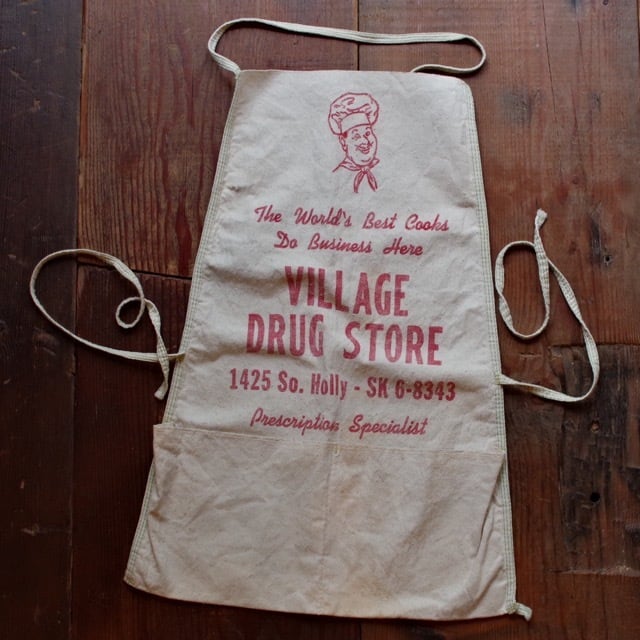 The World's Best Cooks
Do Business Here
VILLAGE
DRUG STORE
1425 So. Holly - SK 6-8343
Prescription Specialist